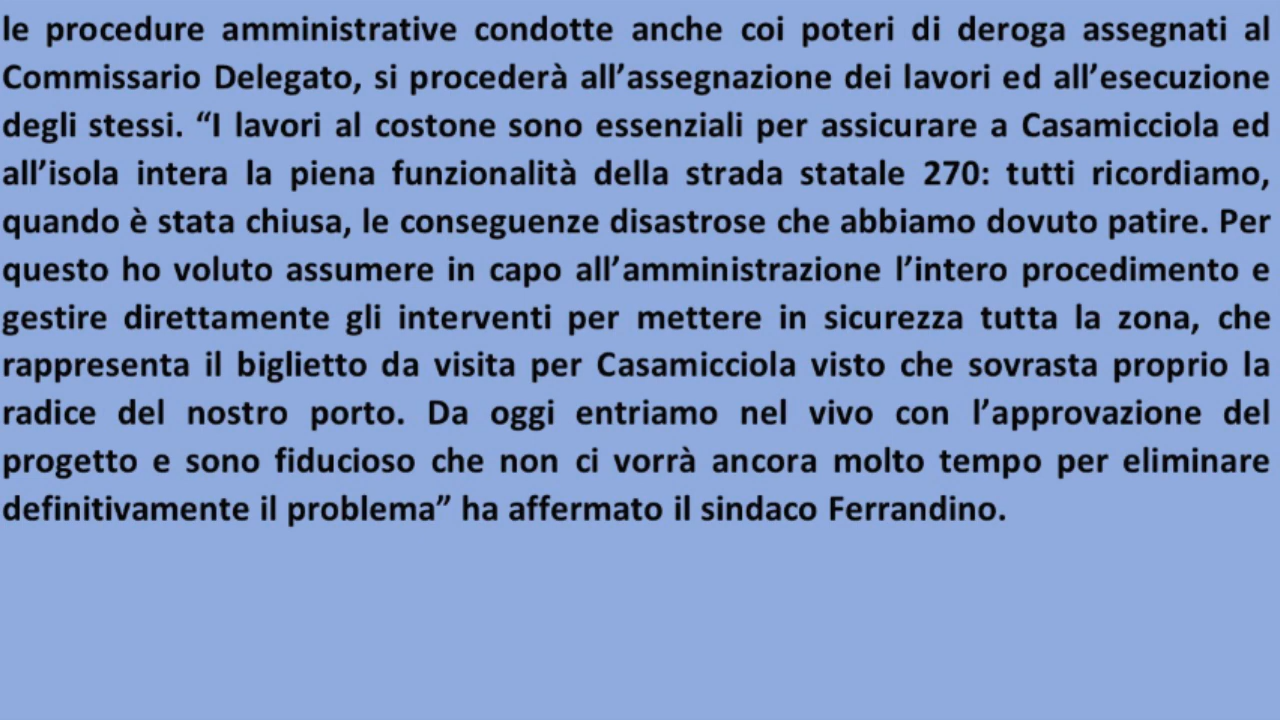 le procedure amministrative condotte anche coi poteri di deroga assegnati al
Commissario Delegato, si procederà all’assegnazione dei lavori ed all’esecuzione
degli stessi. “I lavori al costone sono essenziali per assicurare a Casamicciola ed
all’isola intera la piena funzionalità della strada statale 270: tutti ricordiamo,
quando è stata chiusa, le conseguenze disastrose che abbiamo dovuto patire. Per
questo ho voluto assumere in capo all’amministrazione l’intero procedimento e
gestire direttamente gli interventi per mettere in sicurezza tutta la zona, che
rappresenta il biglietto da visita per Casamicciola visto che sovrasta proprio la
radice del nostro porto. Da oggi entriamo nel vivo con l’approvazione del
progetto e sono fiducioso che non ci vorrà ancora molto tempo per eliminare
definitivamente il problema” ha affermato il sindaco Ferrandino.